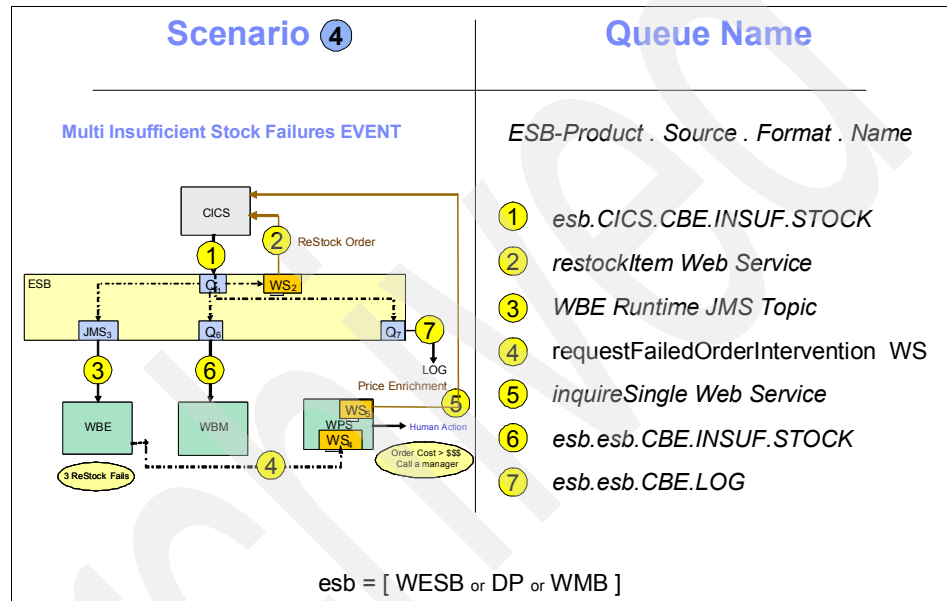 Scenario 4
Queue Name
Multi Insufficient Stock Failures EVENT
ESB-Product . Source . Format . Name
CICS
2
ReStock Order
1
ESB
Q1
WS2
JMS3
Q6
Q7
7
LOG
3
6
Price Enrichment
5
WBE
WBM
WS5
WPS
WS4
Human Action
3 ReStock Fails
4
Order Cost > $$$
Call a manager
1 esb.CICS.CBE.INSUF.STOCK
2 restockItem Web Service
3 WBE Runtime JMS Topic
4 requestFailedOrderIntervention WS
5 inquireSingle Web Service
6 esb.esb.CBE.INSUF.STOCK
7 esb.esb.CBE.LOG
esb = [ WESB or DP or WMB ]